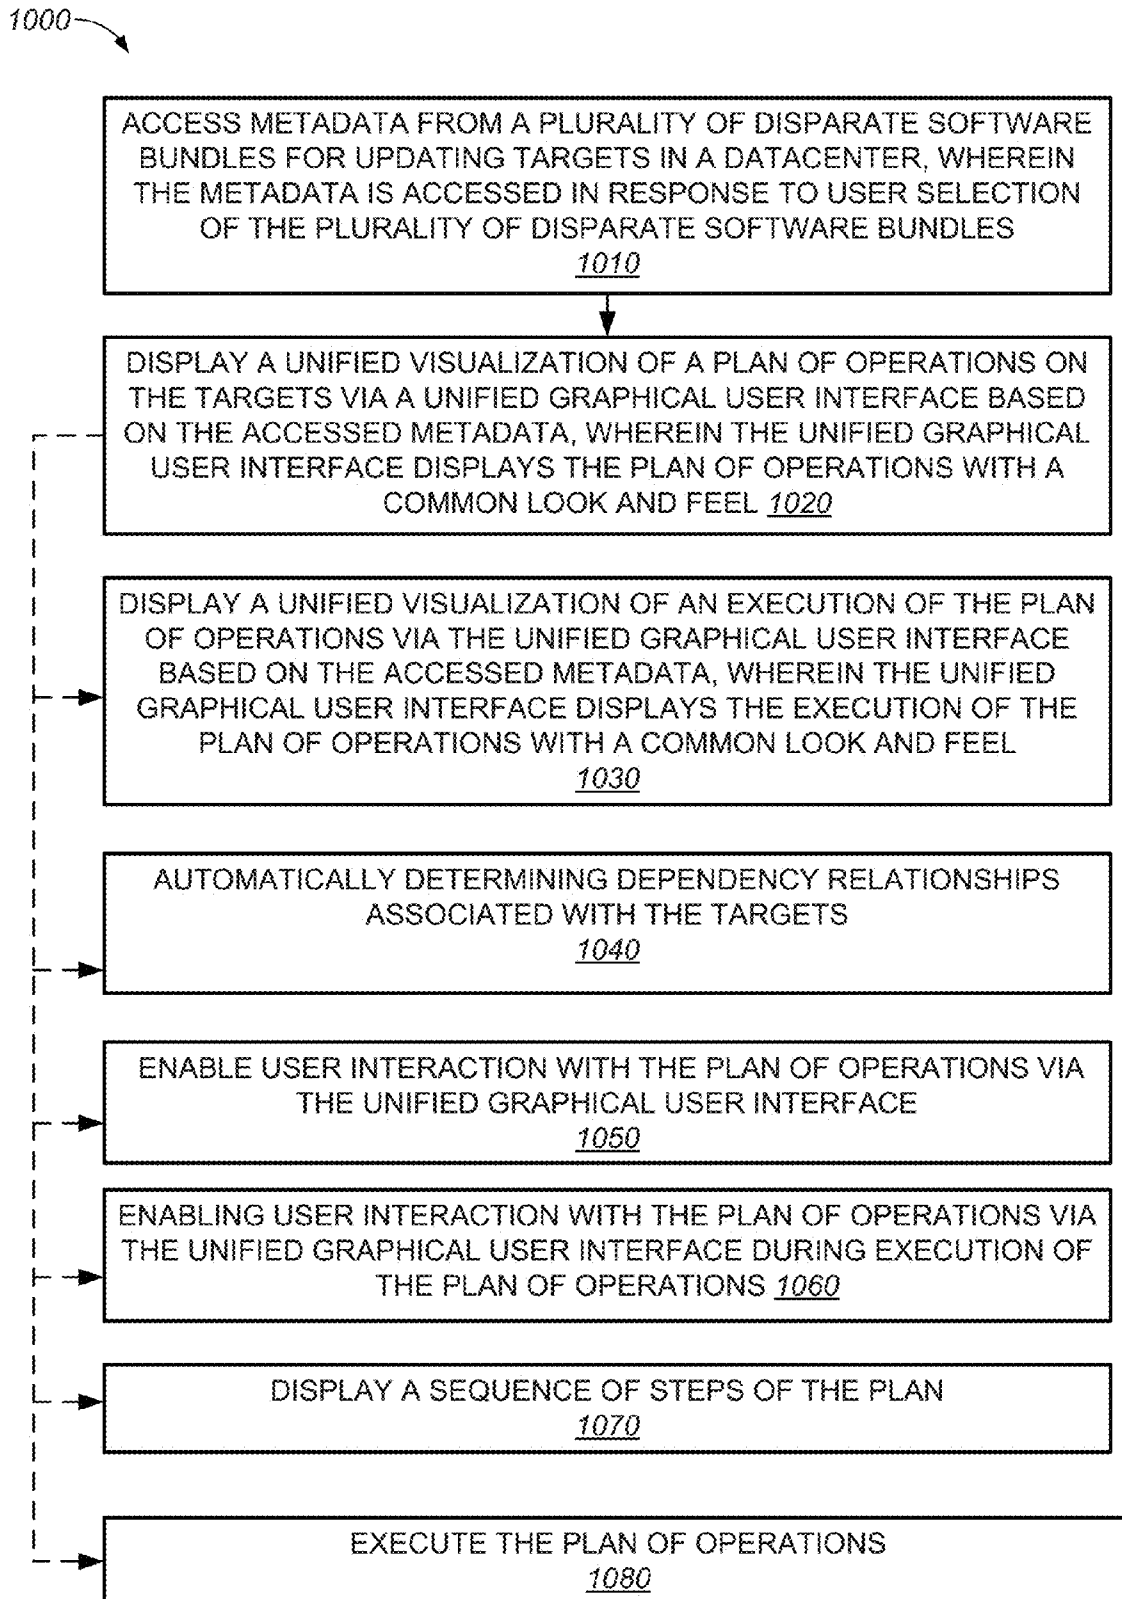 1000
ACCESS METADATA FROM A PLURALITY OF DISPARATE SOFTWARE
BUNDLES FOR UPDATING TARGETS IN A DATACENTER, WHEREIN
THE METADATA IS ACCESSED IN RESPONSE TO USER SELECTION
OF THE PLURALITY OF DISPARATE SOFTWARE BUNDLES
1010
DISPLAY A UNIFIED VISUALIZATION OF A PLAN OF OPERATIONS ON
THE TARGETS VIA A UNIFIED GRAPHICAL USER INTERFACE BASED
ON THE ACCESSED METADATA, WHEREIN THE UNIFIED GRAPHICAL
USER INTERFACE DISPLAYS THE PLAN OF OPERATIONS WITH A
COMMON LOOK AND FEEL 1020
DISPLAY A UNIFIED VISUALIZATION OF AN EXECUTION OF THE PLAN
OF OPERATIONS VIA THE UNIFIED GRAPHICAL USER INTERFACE
BASED ON THE ACCESSED METADATA, WHEREIN THE UNIFIED
GRAPHICAL USER INTERFACE DISPLAYS THE EXECUTION OF THE
PLAN OF OPERATIONS WITH A COMMON LOOK AND FEEL
1030
AUTOMATICALLY DETERMINING DEPENDENCY RELATIONSHIPS
ASSOCIATED WITH THE TARGETS
1040
ENABLE USER INTERACTION WITH THE PLAN OF OPERATIONS VIA
THE UNIFIED GRAPHICAL USER INTERFACE
1050
ENABLING USER INTERACTION WITH THE PLAN OF OPERATIONS VIA
THE UNIFIED GRAPHICAL USER INTERFACE DURING EXECUTION OF
THE PLAN OF OPERATIONS 1060
DISPLAY A SEQUENCE OF STEPS OF THE PLAN
1070
EXECUTE THE PLAN OF OPERATIONS
1080